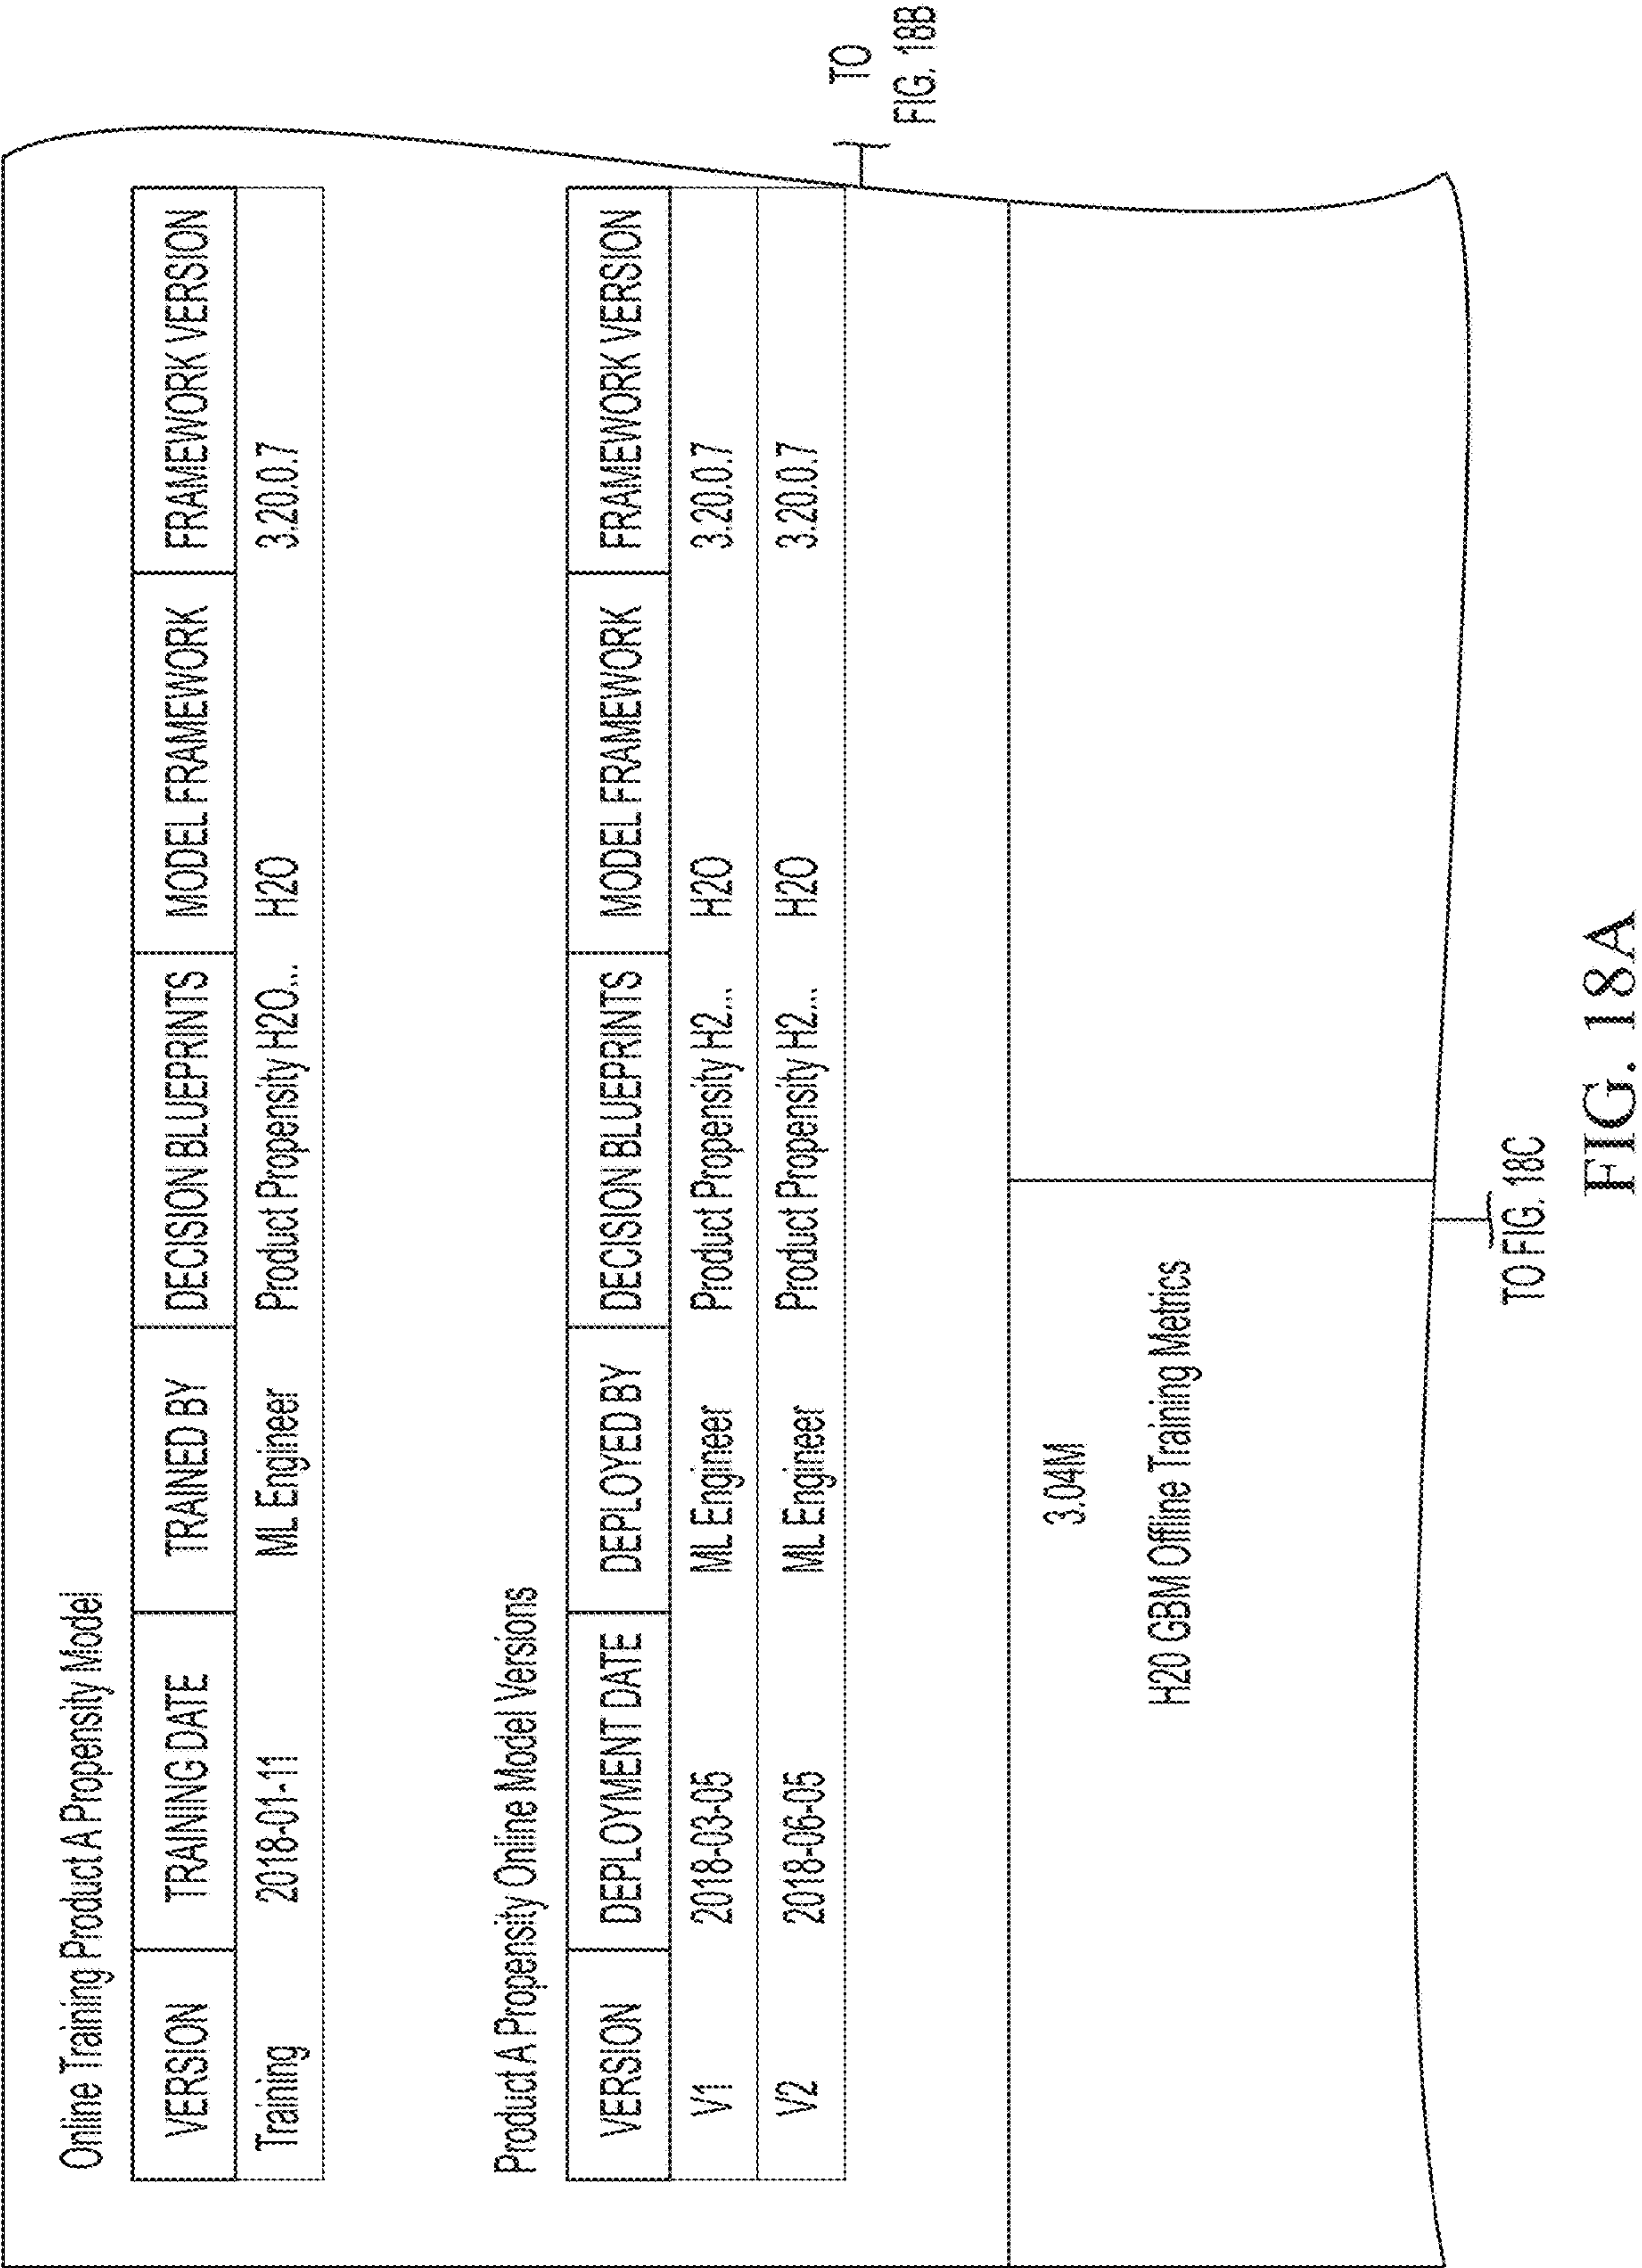 Online Training Product A Propensity Model
VERSION TRAINING DATE TRAINED BY DECISION BLUEPRINTS MODEL FRAMEWORK FRAMEWORK VERSION
Training 2018-01-11 ML Engineer Product Propensity H2O... H2O 3.20.0.7
Product A Propensity Online Model Versions
VERSION DEPLOYMENT DATE DEPLOYED BY DECISION BLUEPRINTS MODEL FRAMEWORK FRAMEWORK VERSION
V1 2018-03-05 ML Engineer Product Propensity H2... H2O 3.20.0.7
V2 2018-06-05 ML Engineer Product Propensity H2... H2O 3.20.0.7
TO
FIG. 18B
3.04M
H20 GBM Offline Training Metrics
TO FIG. 18C
FIG. 18A